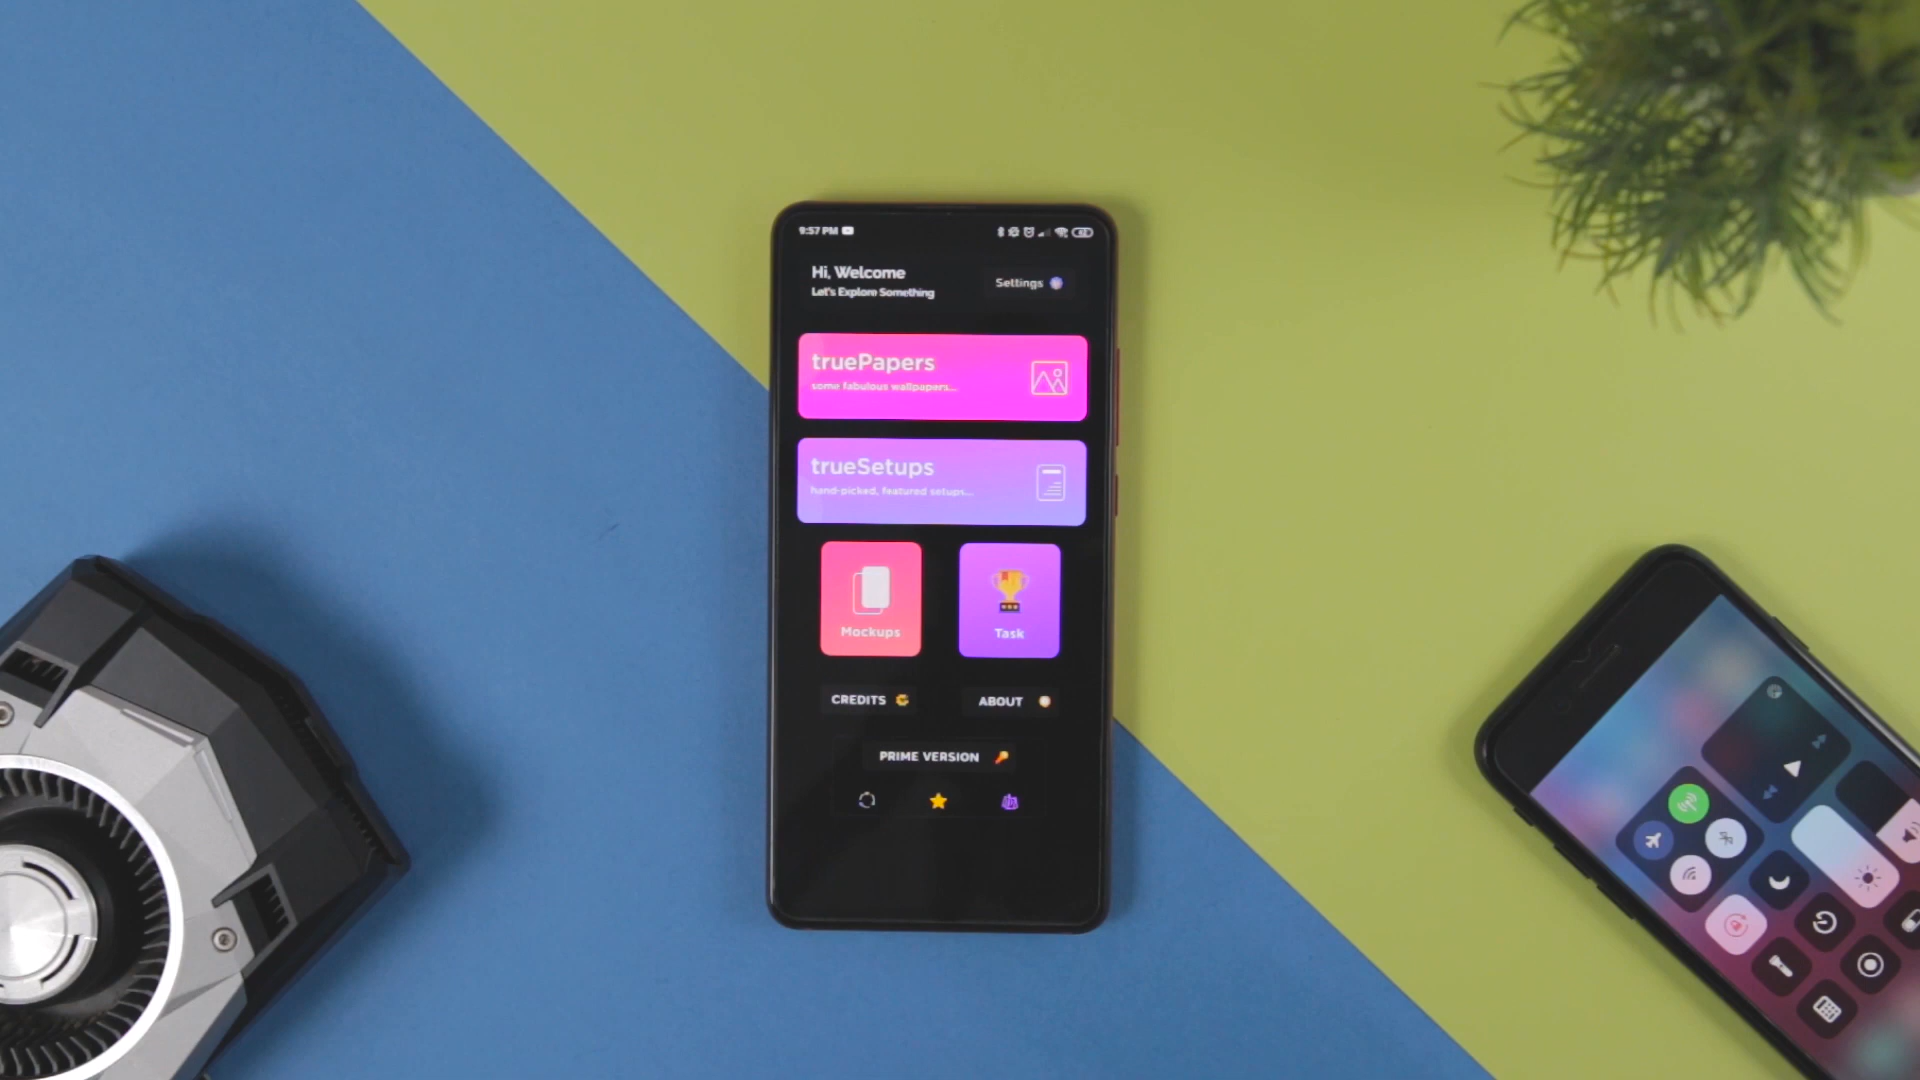 9:57 PM
Hi, Welcome
Let's Explore Something
Settings
truePapers
some fabulous wallpapers...
trueSetups
hand-picked, featured setups...
Mockups
Task
CREDITS
ABOUT
PRIME VERSION